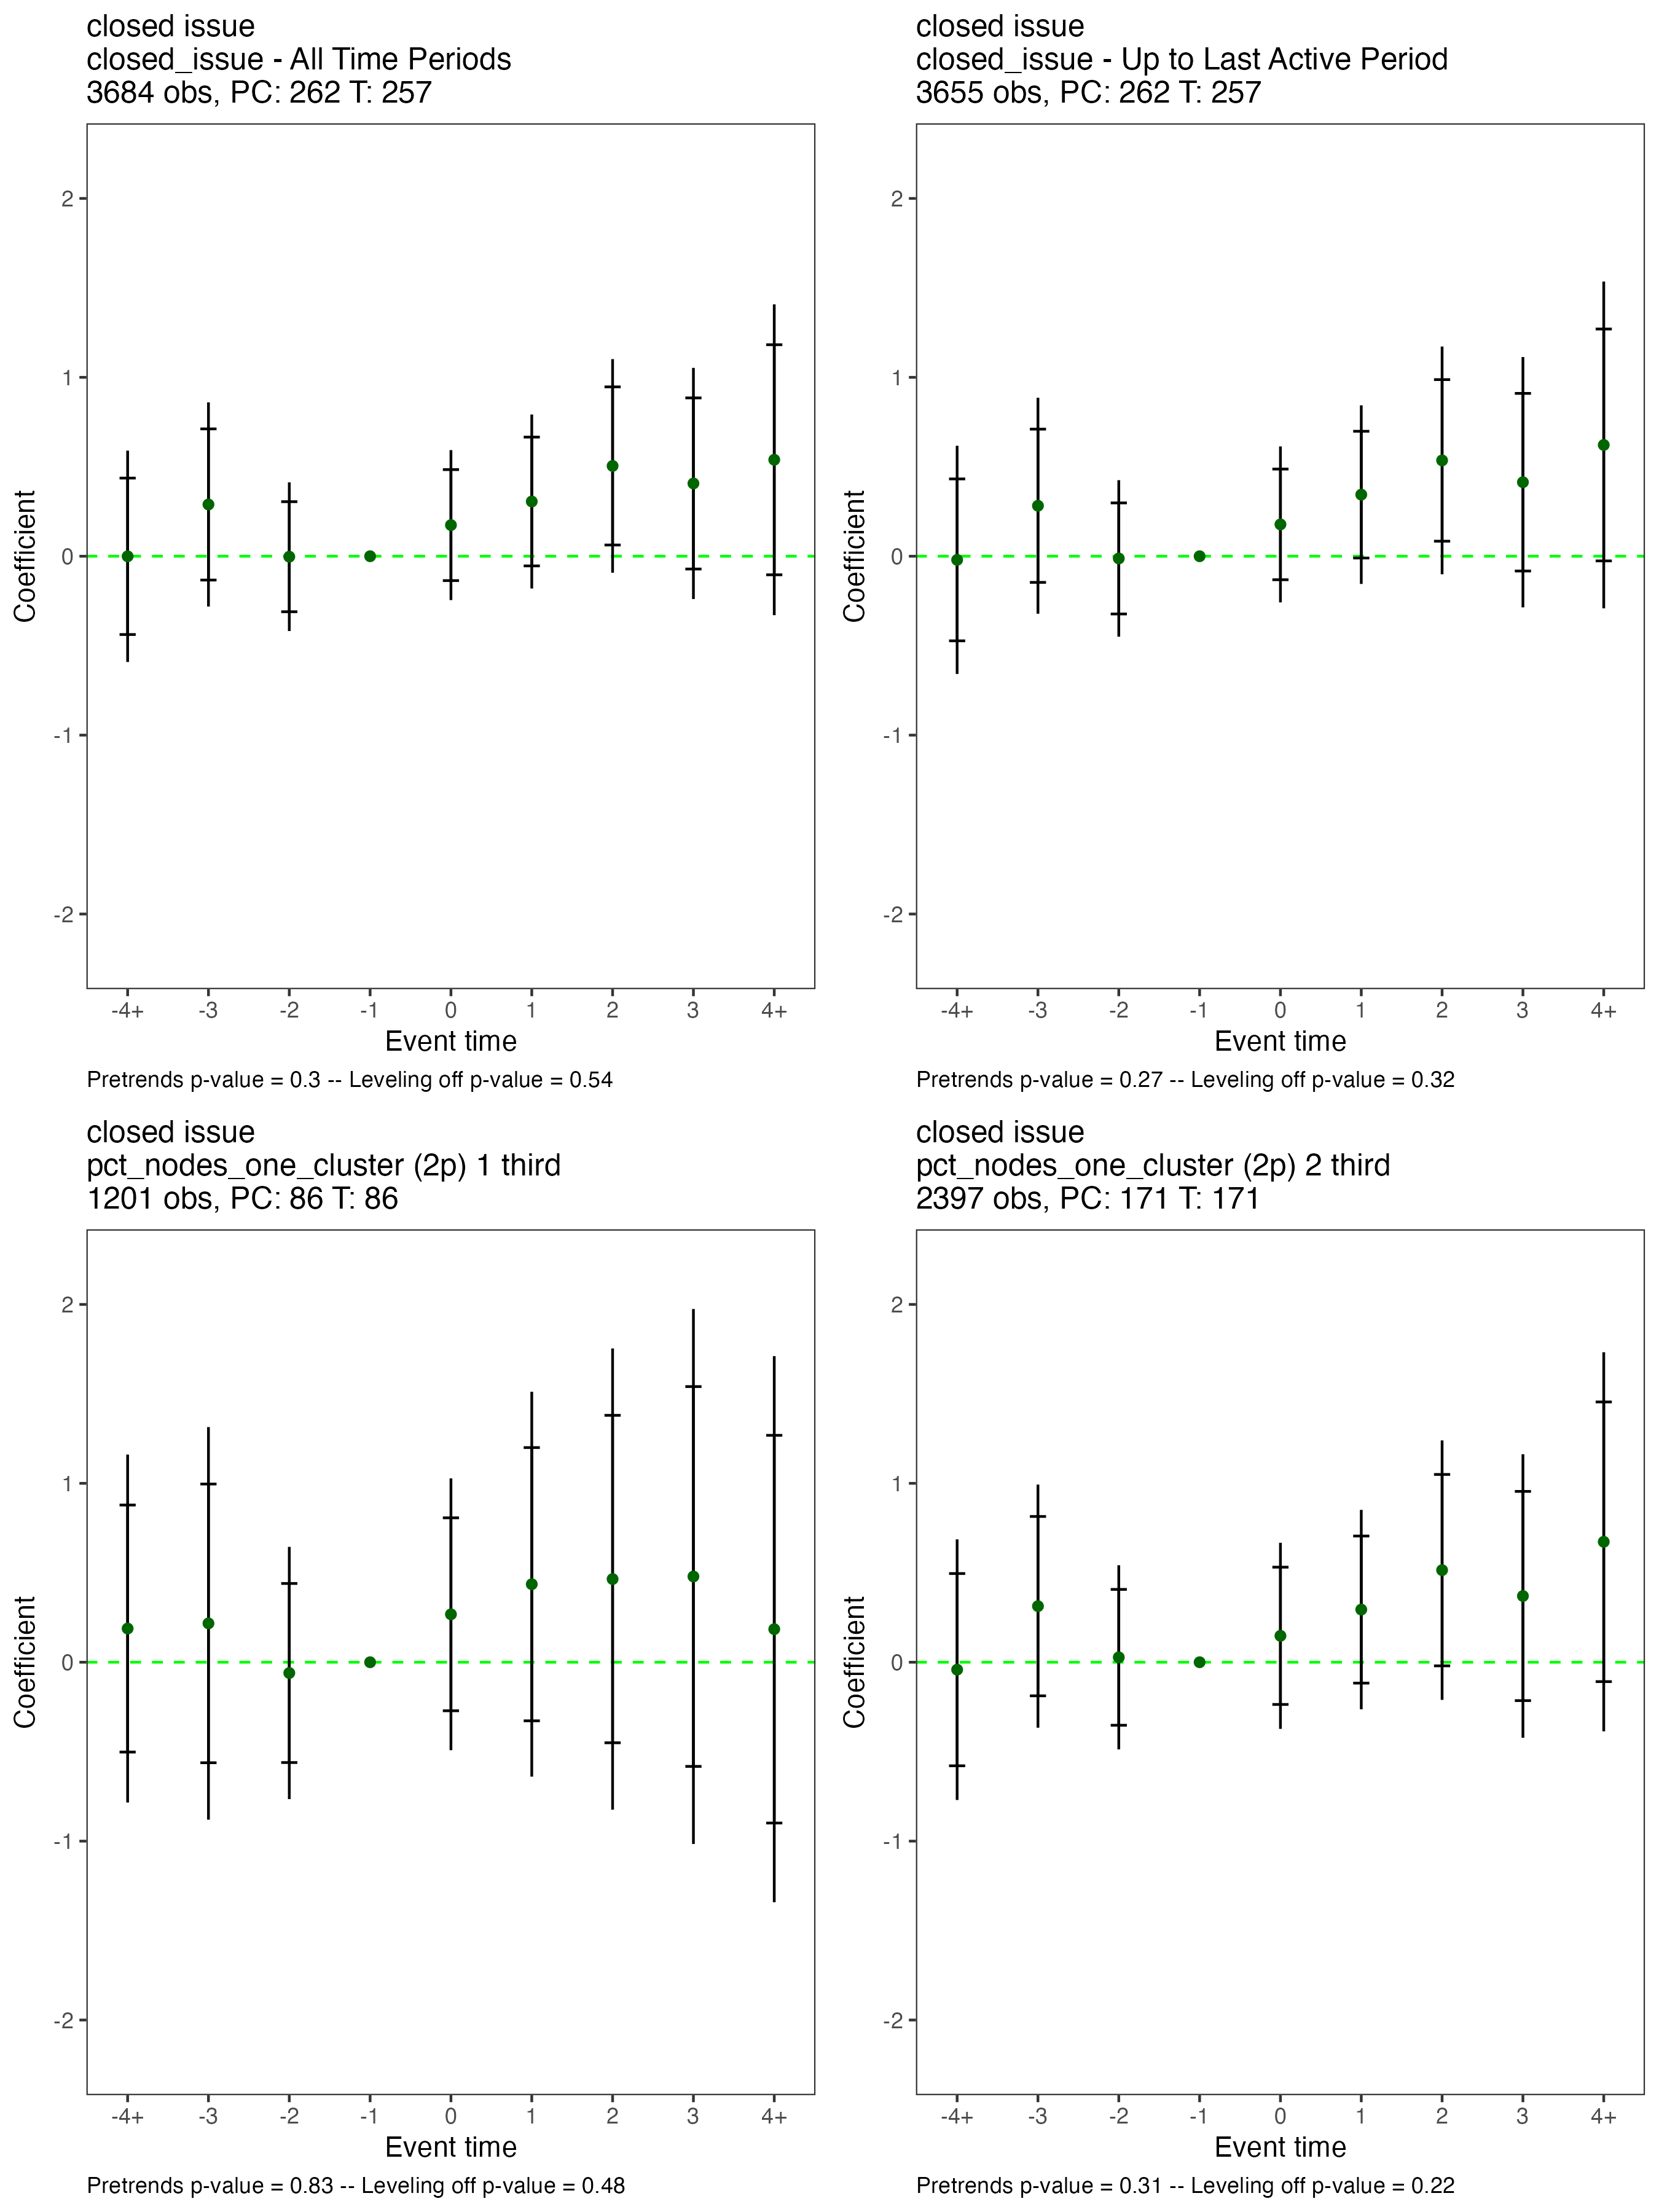 closed issue
closed_issue - All Time Periods
3684 obs, PC: 262 T: 257
2
1
0
-1
-2
Coefficient
-4+ -3 -2 -1 0 1 2 3 4+
Event time
Pretrends p-value = 0.3 -- Leveling off p-value = 0.54
closed issue
closed_issue - Up to Last Active Period
3655 obs, PC: 262 T: 257
2
1
0
-1
-2
Coefficient
-4+ -3 -2 -1 0 1 2 3 4+
Event time
Pretrends p-value = 0.27 -- Leveling off p-value = 0.32
closed issue
pct_nodes_one_cluster (2p) 1 third
1201 obs, PC: 86 T: 86
2
1
0
-1
-2
Coefficient
-4+ -3 -2 -1 0 1 2 3 4+
Event time
Pretrends p-value = 0.83 -- Leveling off p-value = 0.48
closed issue
pct_nodes_one_cluster (2p) 2 third
2397 obs, PC: 171 T: 171
2
1
0
-1
-2
Coefficient
-4+ -3 -2 -1 0 1 2 3 4+
Event time
Pretrends p-value = 0.31 -- Leveling off p-value = 0.22